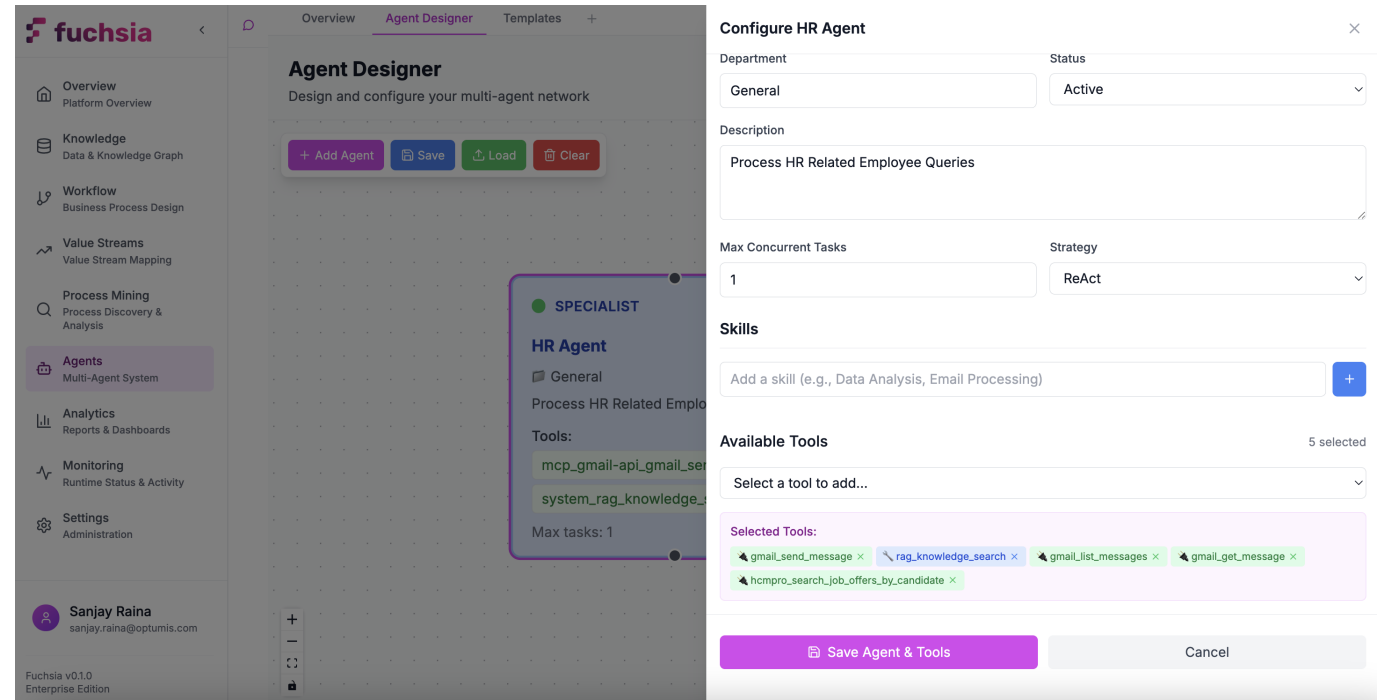 fuchsia
Overview
Platform Overview
Knowledge
Data & Knowledge Graph
Workflow
Business Process Design
Value Streams
Value Stream Mapping
Process Mining
Process Discovery &
Analysis
Agents
Multi-Agent System
Analytics
Reports & Dashboards
Monitoring
Runtime Status & Activity
Settings
Administration
Sanjay Raina
sanjay.raina@optumis.com
Fuchsia v0.1.0
Enterprise Edition
Overview Agent Designer Templates +
Agent Designer
Design and configure your multi-agent network
+ Add Agent Save Load Clear
SPECIALIST
HR Agent
General
Process HR Related Emplo
Tools:
mcp_gmail-api_gmail_ser
system_rag_knowledge_s
Max tasks: 1
Configure HR Agent
Department Status
General Active
Description
Process HR Related Employee Queries
Max Concurrent Tasks Strategy
1 ReAct
Skills
Add a skill (e.g., Data Analysis, Email Processing) +
Available Tools 5 selected
Select a tool to add...
Selected Tools:
gmail_send_message × rag_knowledge_search × gmail_list_messages × gmail_get_message ×
hcmpro_search_job_offers_by_candidate ×
Save Agent & Tools Cancel